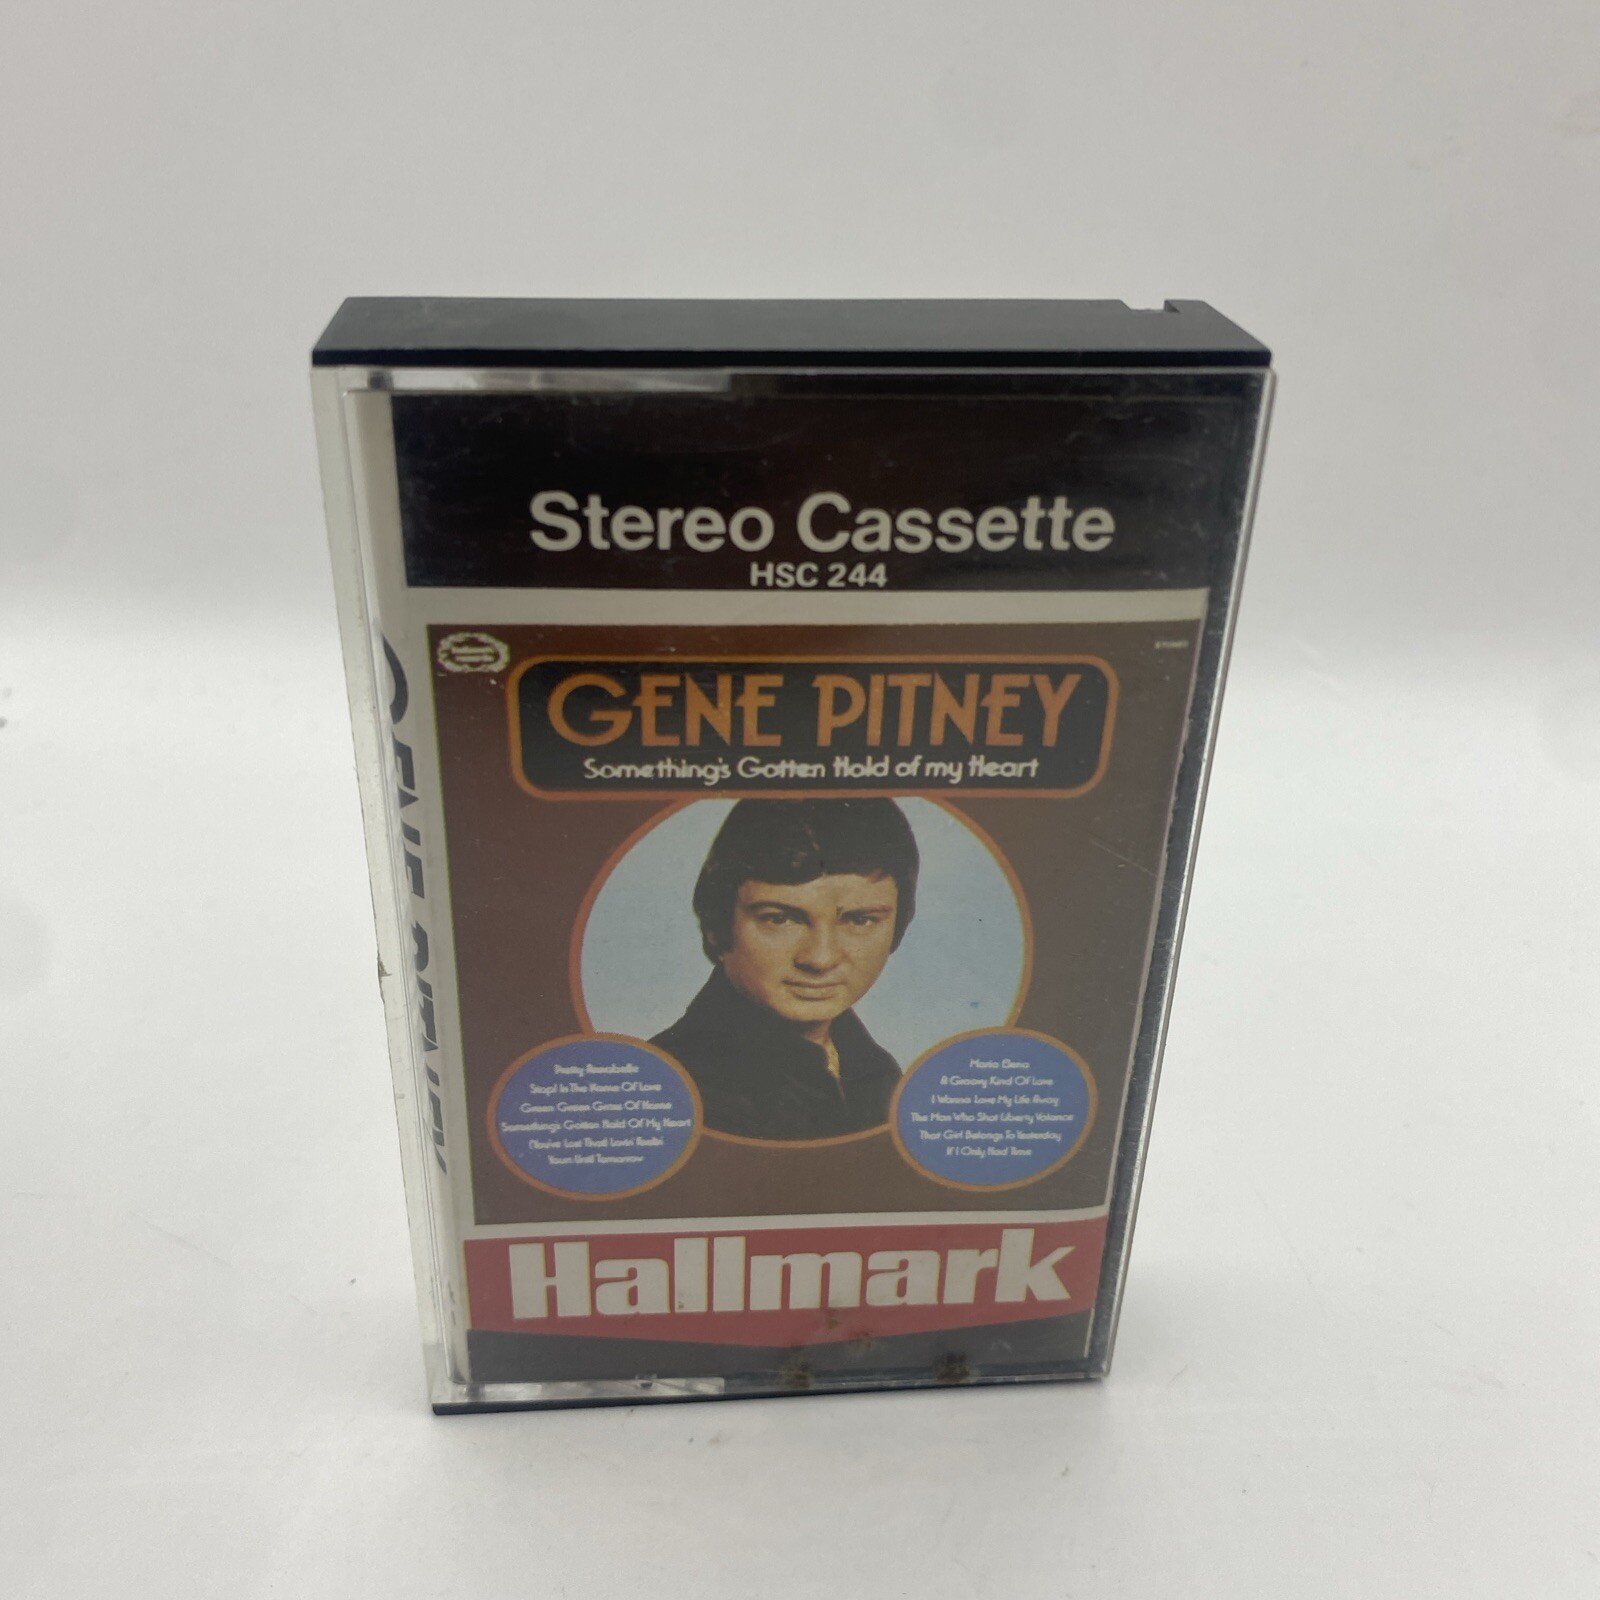 Stereo Cassette
HSC 244
GENE PITNEY
Something's Gotten Hold of my Heart
Pretty Annabelle
Stop! In The Name Of Love
Green Green Grass Of Home
Something's Gotten Hold Of My Heart
(You've Lost That) Lovin' Feelin'
Yours Until Tomorrow
Maria Elena
A Groovy Kind Of Love
I Wanna Love My Life Away
The Man Who Shot Liberty Valance
That Girl Belongs To Yesterday
If I Only Had Time
Hallmark
GENE PITNEY